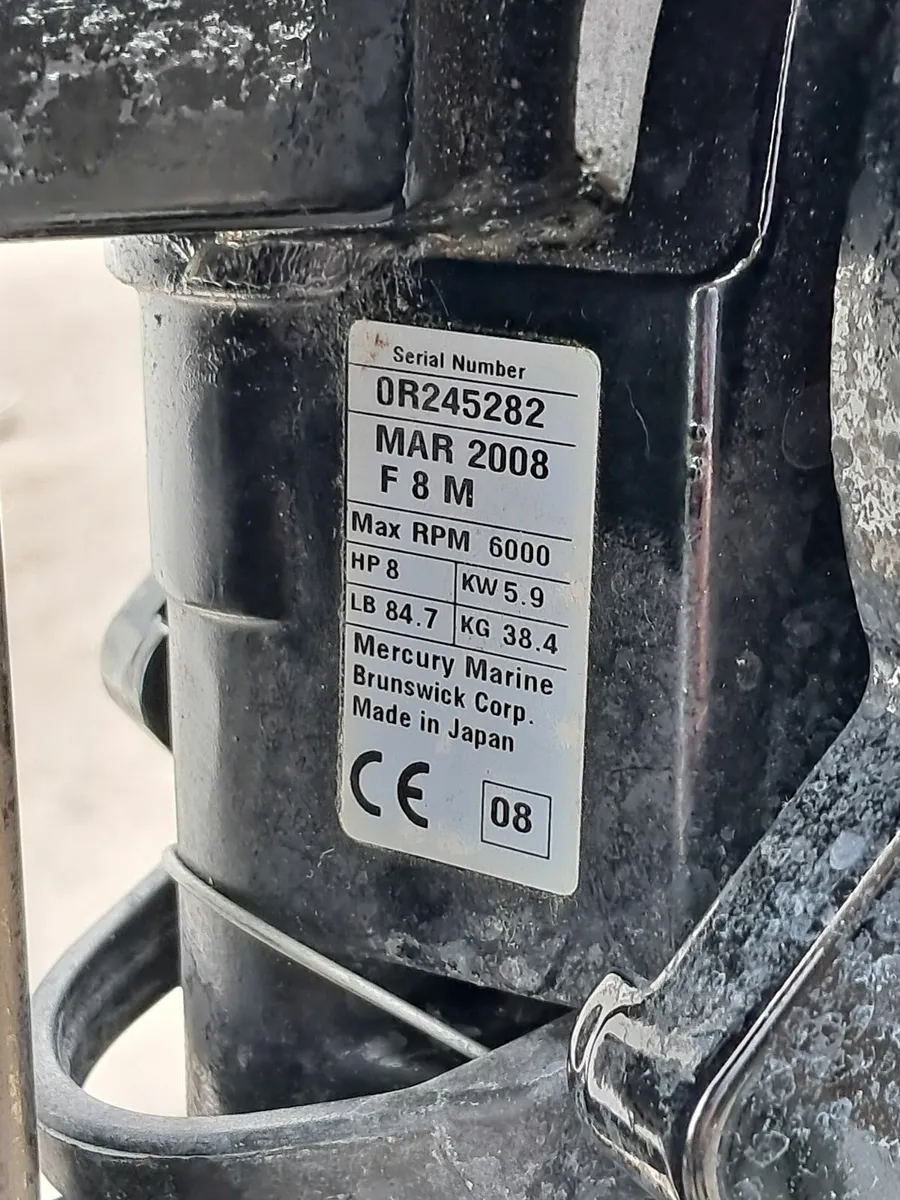 Serial Number
0R245282
MAR 2008
F 8 M
Max RPM 6000
HP 8 KW 5.9
LB 84.7 KG 38.4
Mercury Marine
Brunswick Corp.
Made in Japan
CE 08